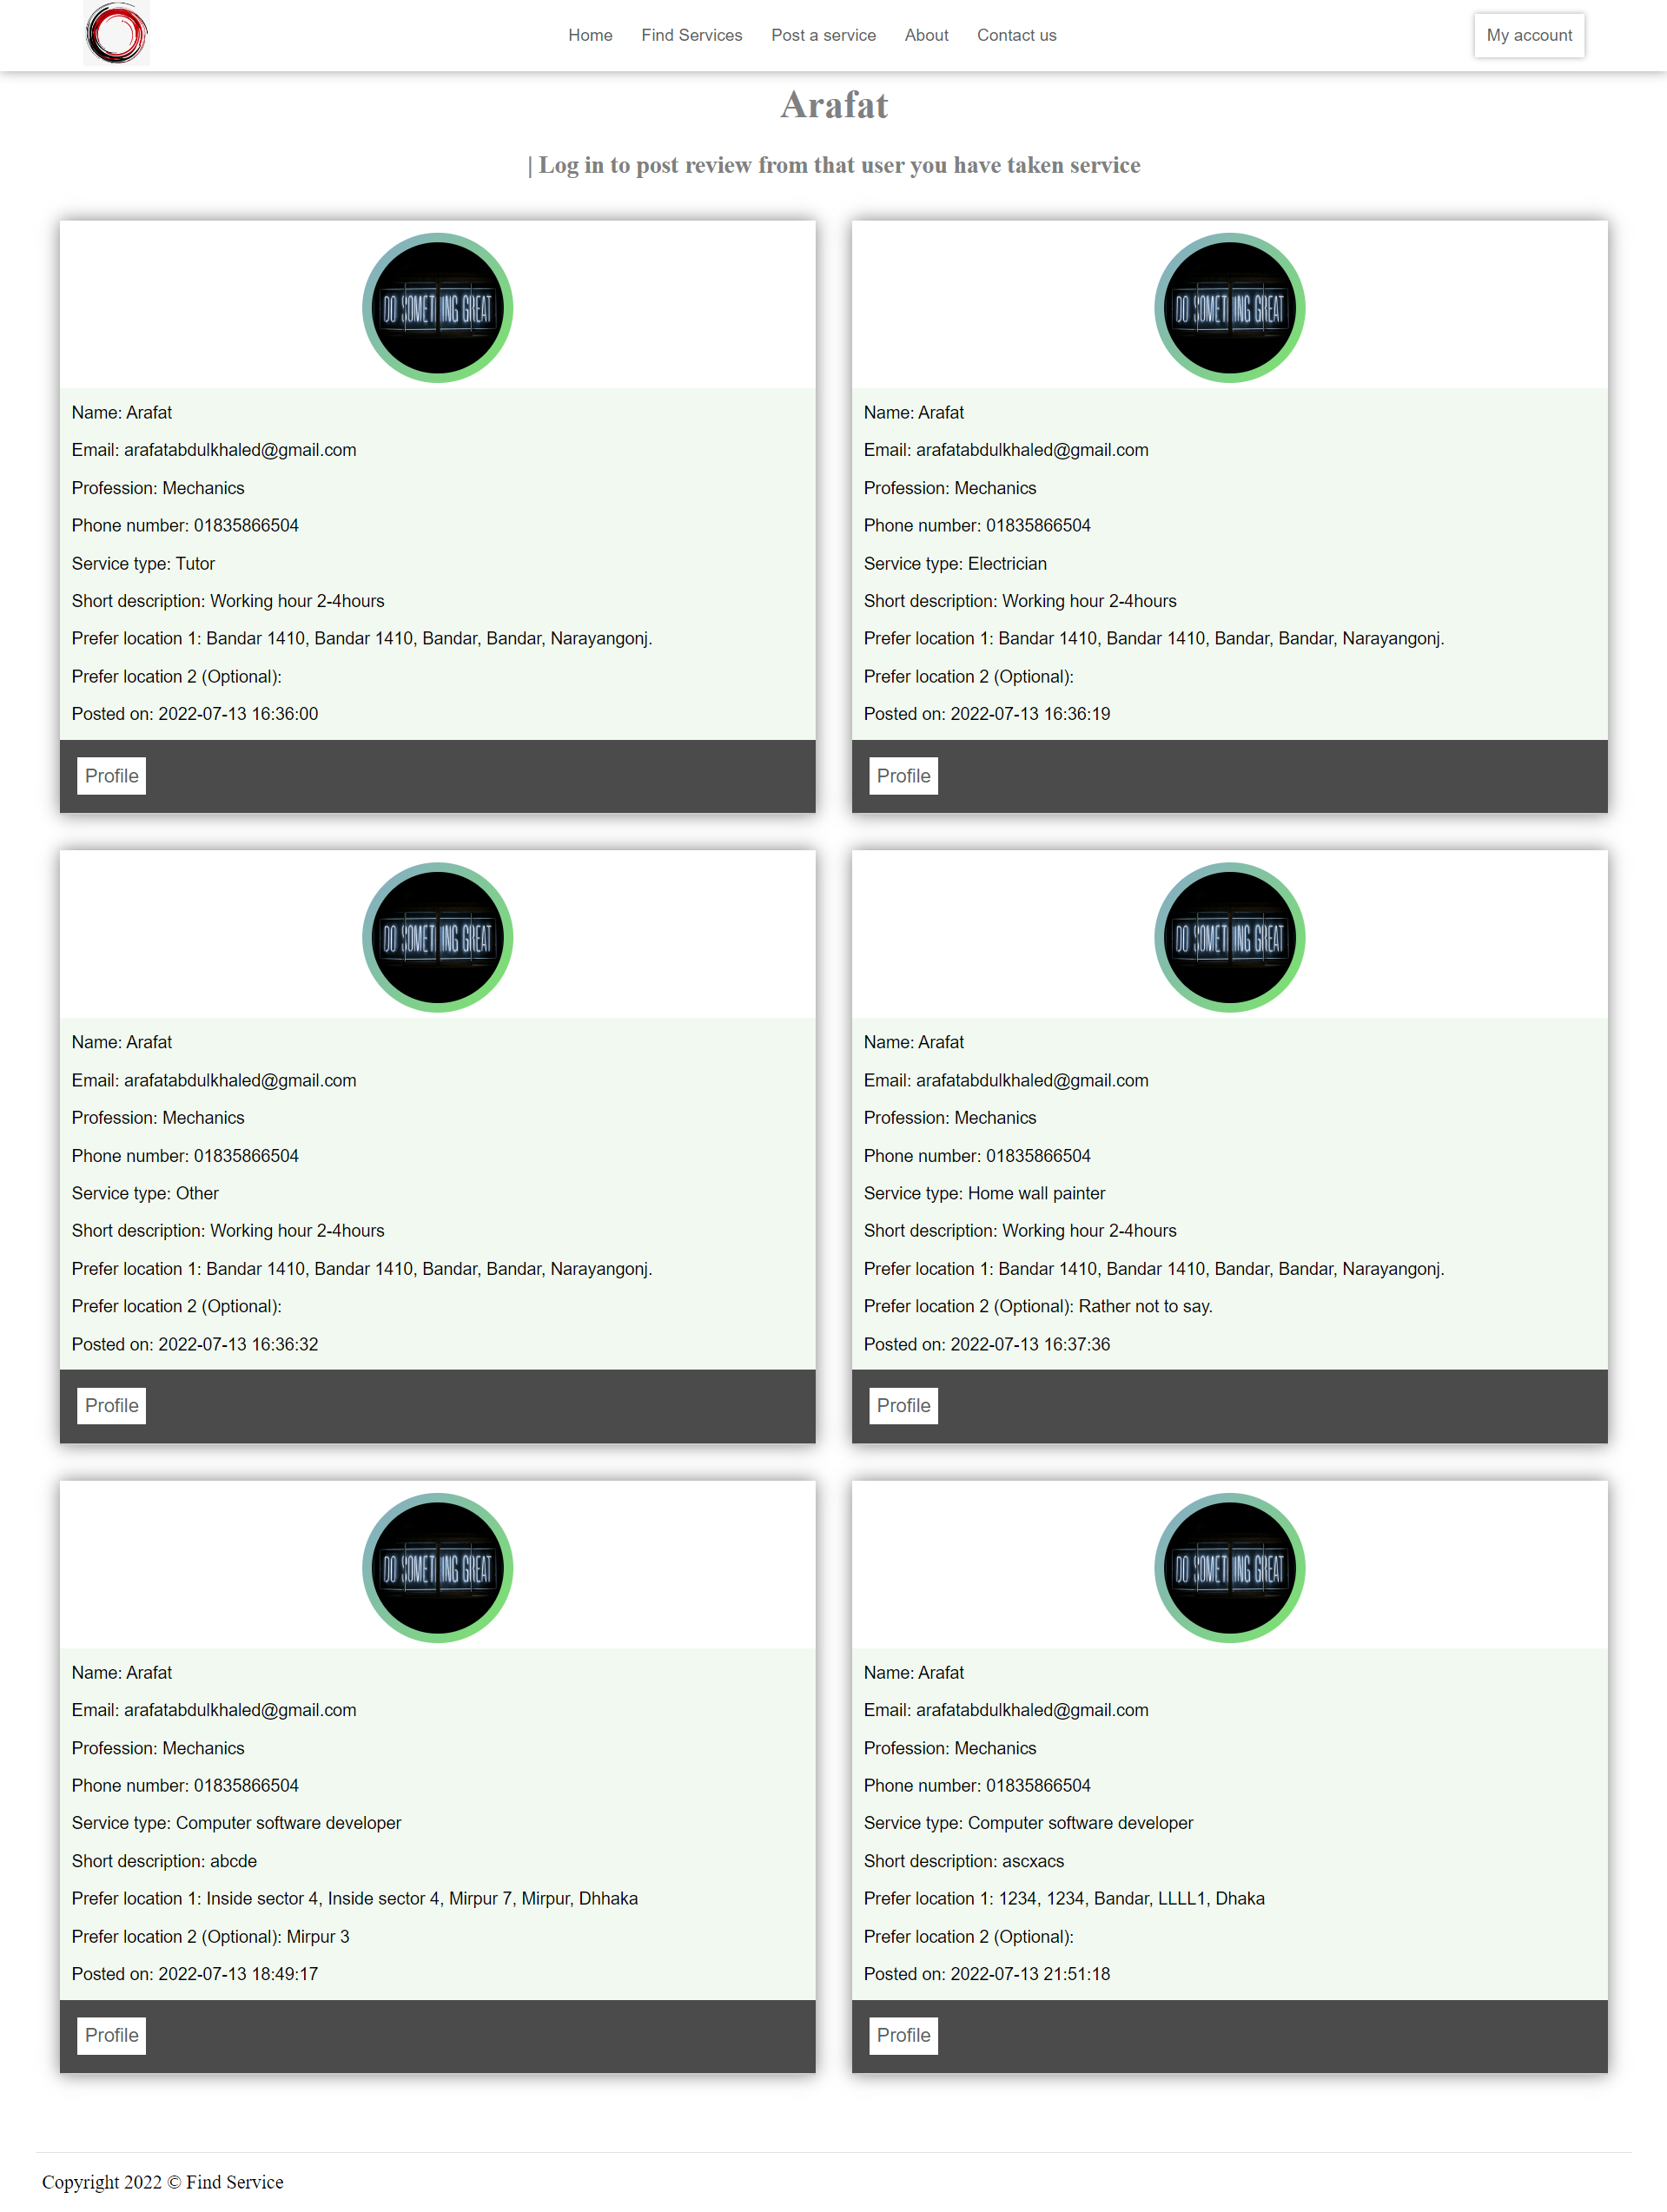 Home Find Services Post a service About Contact us My account
Arafat
| Log in to post review from that user you have taken service
DO SOMETHING GREAT
Name: Arafat
Email: arafatabdulkhaled@gmail.com
Profession: Mechanics
Phone number: 01835866504
Service type: Tutor
Short description: Working hour 2-4hours
Prefer location 1: Bandar 1410, Bandar 1410, Bandar, Bandar, Narayangonj.
Prefer location 2 (Optional):
Posted on: 2022-07-13 16:36:00
Profile
DO SOMETHING GREAT
Name: Arafat
Email: arafatabdulkhaled@gmail.com
Profession: Mechanics
Phone number: 01835866504
Service type: Electrician
Short description: Working hour 2-4hours
Prefer location 1: Bandar 1410, Bandar 1410, Bandar, Bandar, Narayangonj.
Prefer location 2 (Optional):
Posted on: 2022-07-13 16:36:19
Profile
DO SOMETHING GREAT
Name: Arafat
Email: arafatabdulkhaled@gmail.com
Profession: Mechanics
Phone number: 01835866504
Service type: Other
Short description: Working hour 2-4hours
Prefer location 1: Bandar 1410, Bandar 1410, Bandar, Bandar, Narayangonj.
Prefer location 2 (Optional):
Posted on: 2022-07-13 16:36:32
Profile
DO SOMETHING GREAT
Name: Arafat
Email: arafatabdulkhaled@gmail.com
Profession: Mechanics
Phone number: 01835866504
Service type: Home wall painter
Short description: Working hour 2-4hours
Prefer location 1: Bandar 1410, Bandar 1410, Bandar, Bandar, Narayangonj.
Prefer location 2 (Optional): Rather not to say.
Posted on: 2022-07-13 16:37:36
Profile
DO SOMETHING GREAT
Name: Arafat
Email: arafatabdulkhaled@gmail.com
Profession: Mechanics
Phone number: 01835866504
Service type: Computer software developer
Short description: abcde
Prefer location 1: Inside sector 4, Inside sector 4, Mirpur 7, Mirpur, Dhhaka
Prefer location 2 (Optional): Mirpur 3
Posted on: 2022-07-13 18:49:17
Profile
DO SOMETHING GREAT
Name: Arafat
Email: arafatabdulkhaled@gmail.com
Profession: Mechanics
Phone number: 01835866504
Service type: Computer software developer
Short description: ascxacs
Prefer location 1: 1234, 1234, Bandar, LLLL1, Dhaka
Prefer location 2 (Optional):
Posted on: 2022-07-13 21:51:18
Profile
Copyright 2022 © Find Service